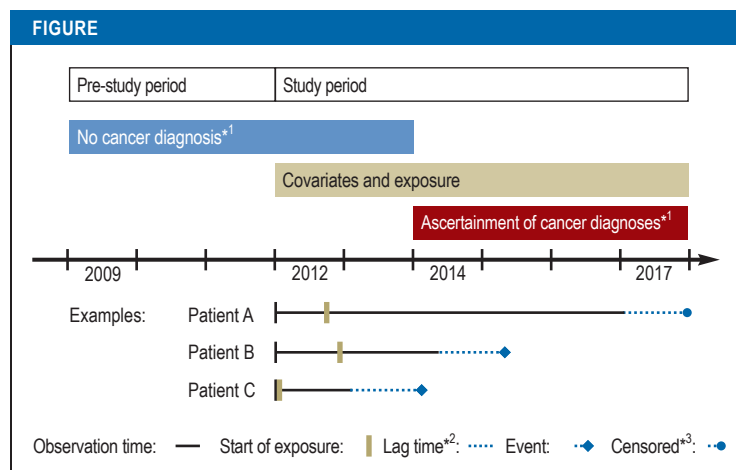 FIGURE
Pre-study period Study period
No cancer diagnosis*1
Covariates and exposure
Ascertainment of cancer diagnoses*1
2009 2012 2014 2017
Examples: Patient A
Patient B
Patient C
Observation time: Start of exposure: Lag time*2: Event: Censored*3: